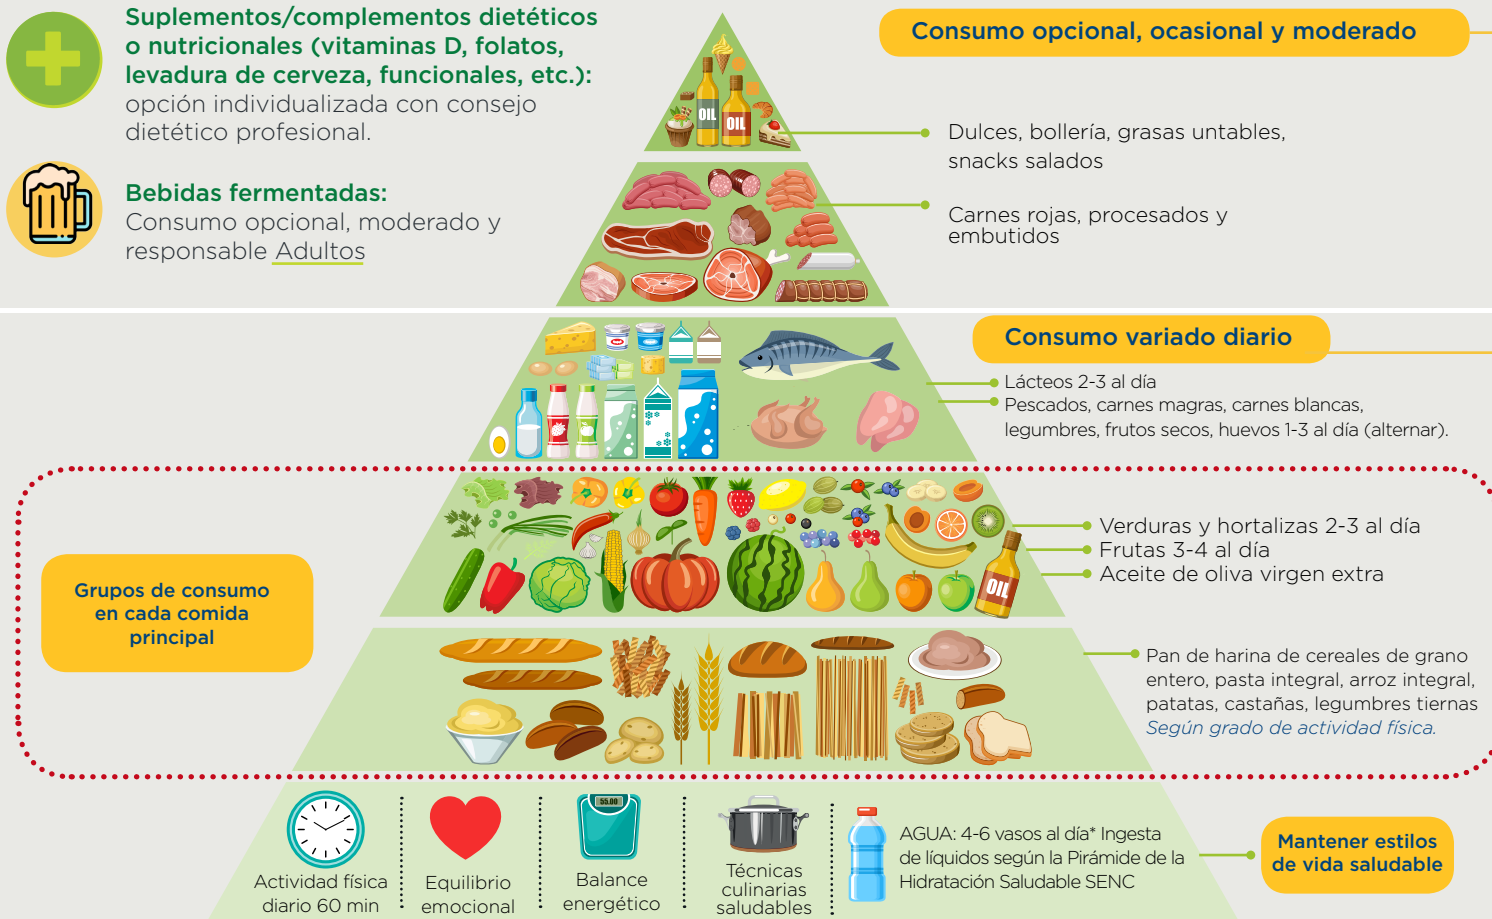 Suplementos/complementos dietéticos
o nutricionales (vitaminas D, folatos,
levadura de cerveza, funcionales, etc.):
opción individualizada con consejo
dietético profesional.
Bebidas fermentadas:
Consumo opcional, moderado y
responsable Adultos
Consumo opcional, ocasional y moderado
OIL
OIL
Dulces, bollería, grasas untables,
snacks salados
Carnes rojas, procesados y
embutidos
Consumo variado diario
Lácteos 2-3 al día
Pescados, carnes magras, carnes blancas,
legumbres, frutos secos, huevos 1-3 al día (alternar).
Grupos de consumo
en cada comida
principal
OIL
Verduras y hortalizas 2-3 al día
Frutas 3-4 al día
Aceite de oliva virgen extra
Pan de harina de cereales de grano
entero, pasta integral, arroz integral,
patatas, castañas, legumbres tiernas
Según grado de actividad física.
Actividad física
diario 60 min
Equilibrio
emocional
55.00
Balance
energético
Técnicas
culinarias
saludables
AGUA: 4-6 vasos al día* Ingesta
de líquidos según la Pirámide de la
Hidratación Saludable SENC
Mantener estilos
de vida saludable